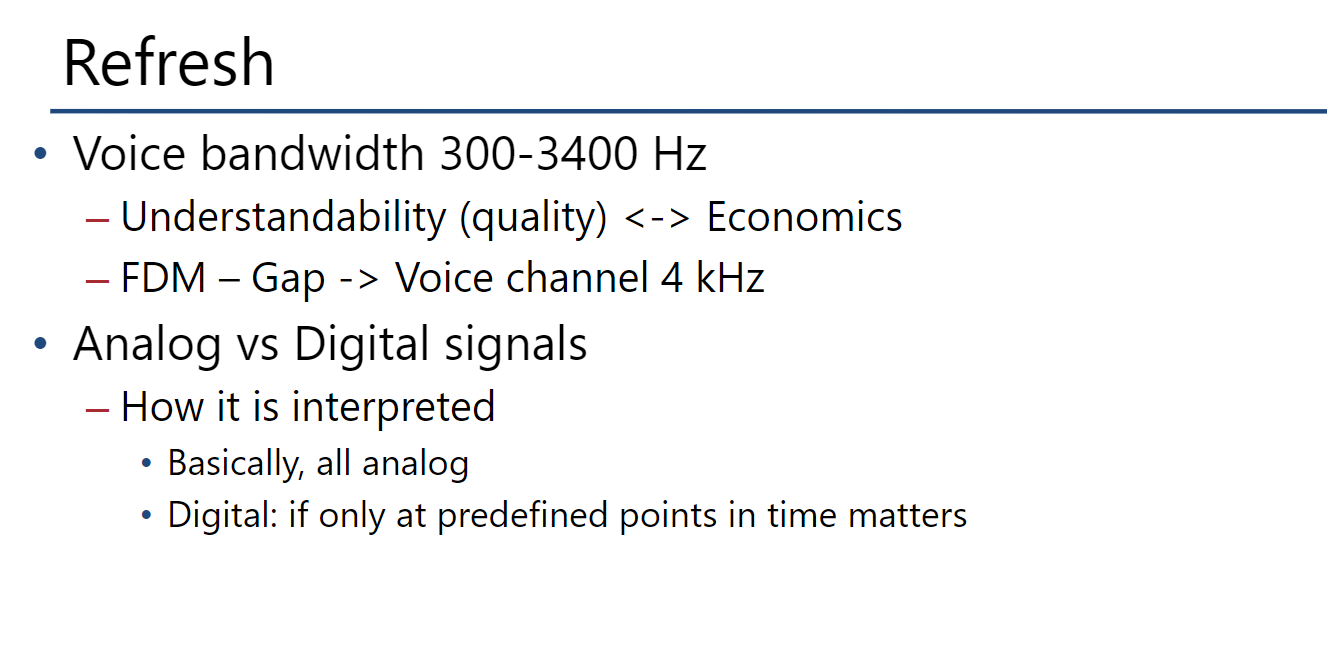 Refresh
• Voice bandwidth 300-3400 Hz
– Understandability (quality) <-> Economics
– FDM – Gap -> Voice channel 4 kHz
• Analog vs Digital signals
– How it is interpreted
• Basically, all analog
• Digital: if only at predefined points in time matters